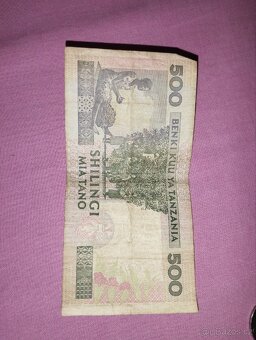 500 BENKI KUU YA TANZANIA 500
SHILINGI
MIA TANO